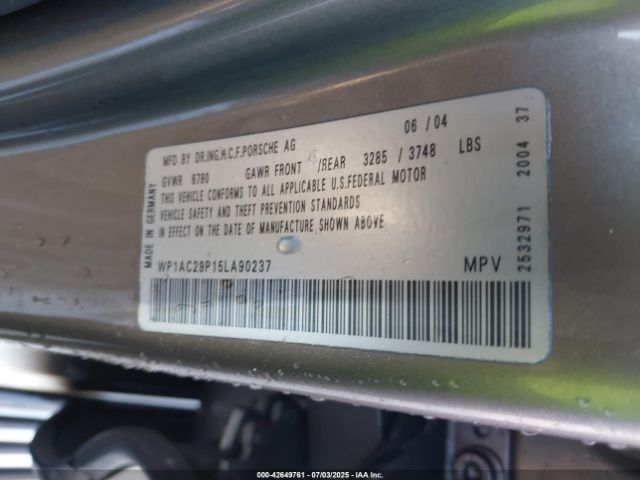 MFD BY DR.ING.H.C.F.PORSCHE AG 06 / 04
GVWR 6790 GAWR FRONT /REAR 3285 / 3748 LBS
THIS VEHICLE CONFORMS TO ALL APPLICABLE U.S.FEDERAL MOTOR
VEHICLE SAFETY AND THEFT PREVENTION STANDARDS
IN EFFECT ON THE DATE OF MANUFACTURE SHOWN ABOVE
WP1AC29P15LA90237 MPV
MADE IN GERMANY
2532971 2004 37
000-42649761 - 07/03/2025 - IAA Inc.